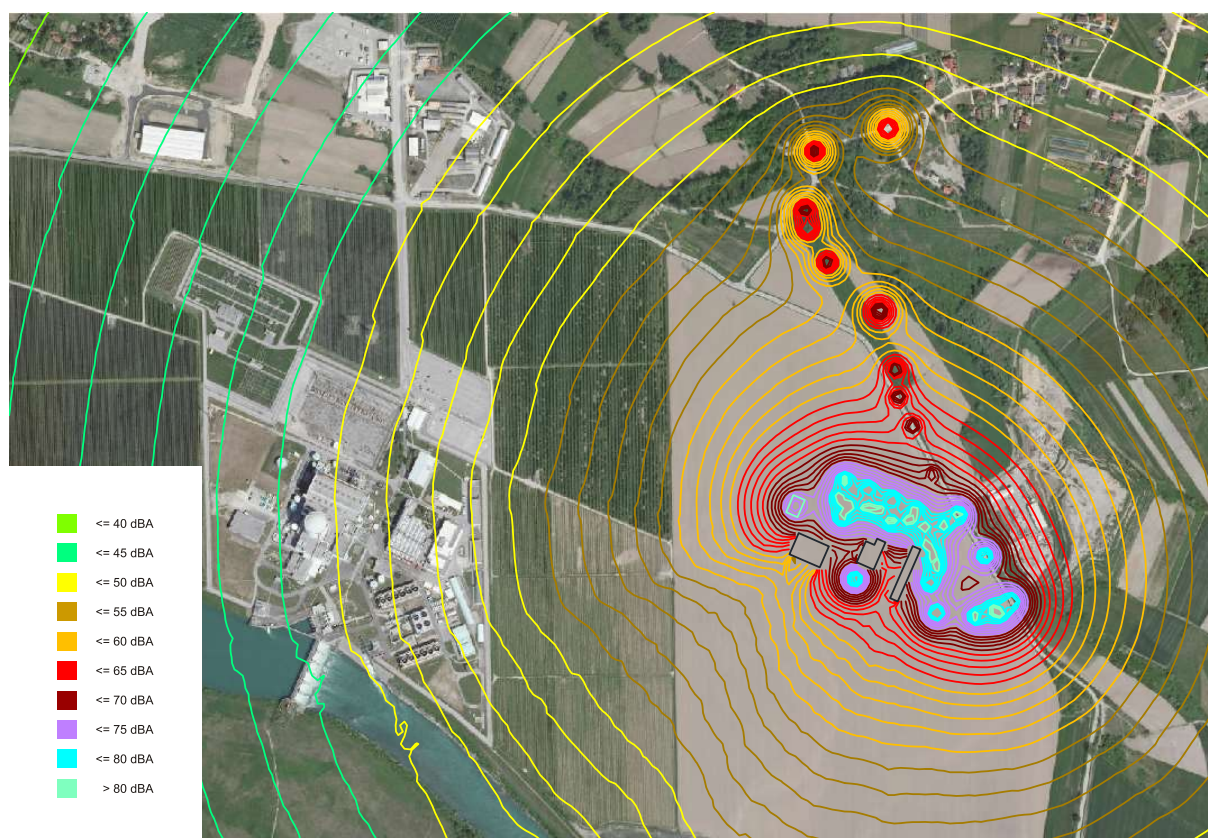 <= 40 dBA
<= 45 dBA
<= 50 dBA
<= 55 dBA
<= 60 dBA
<= 65 dBA
<= 70 dBA
<= 75 dBA
<= 80 dBA
> 80 dBA